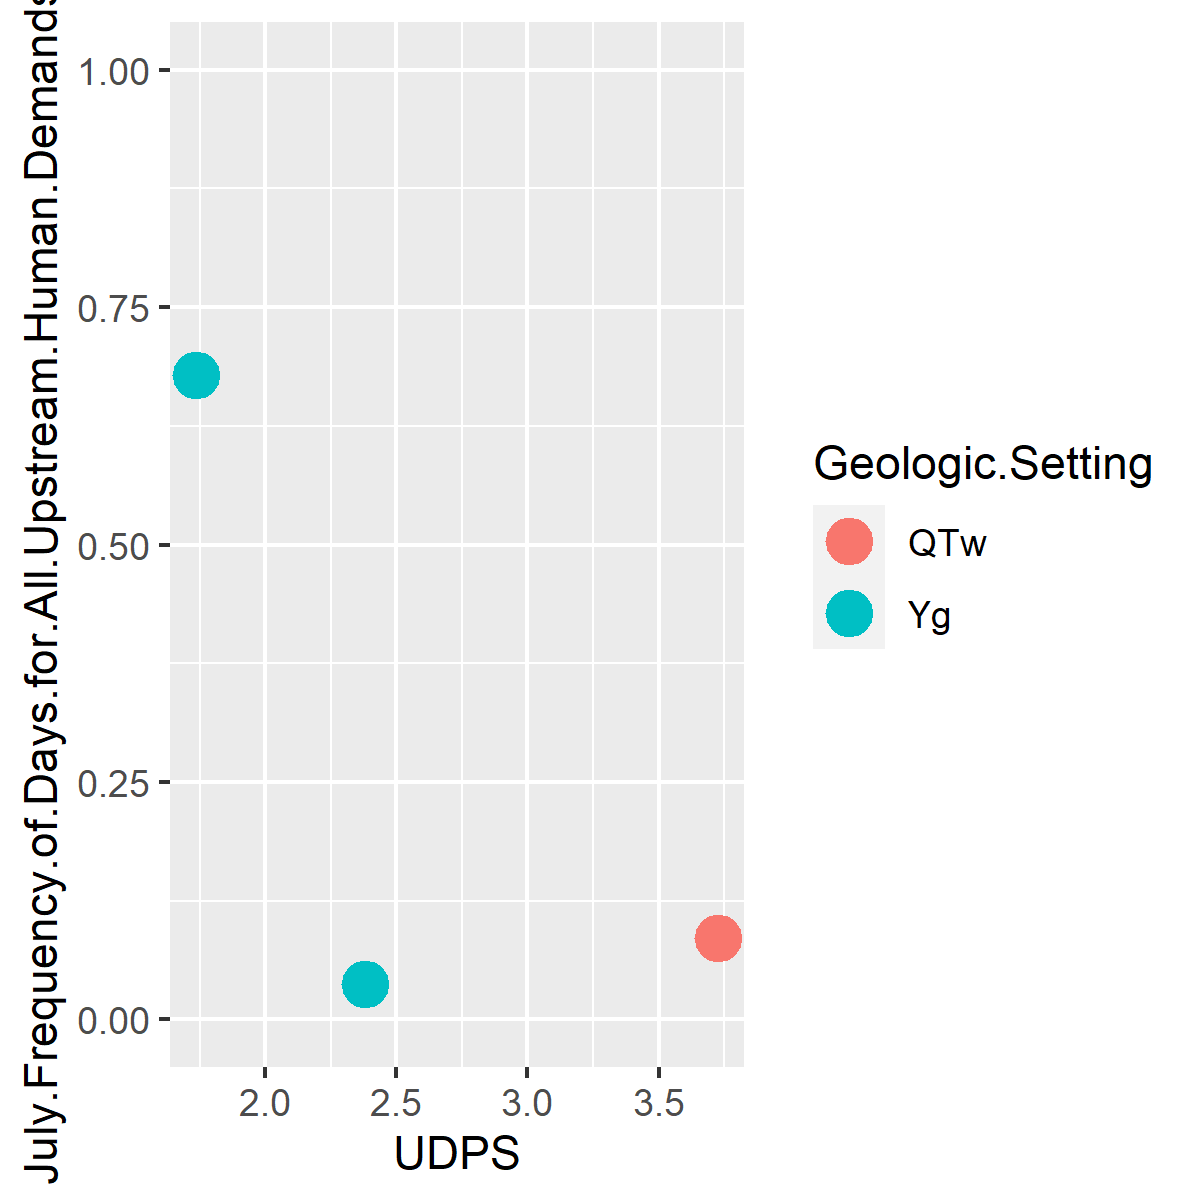 July.Frequency.of.Days.for.All.Upstream.Human.Demands
1.00
0.75
0.50
0.25
0.00
2.0 2.5 3.0 3.5
UDPS
Geologic.Setting
QTw
Yg